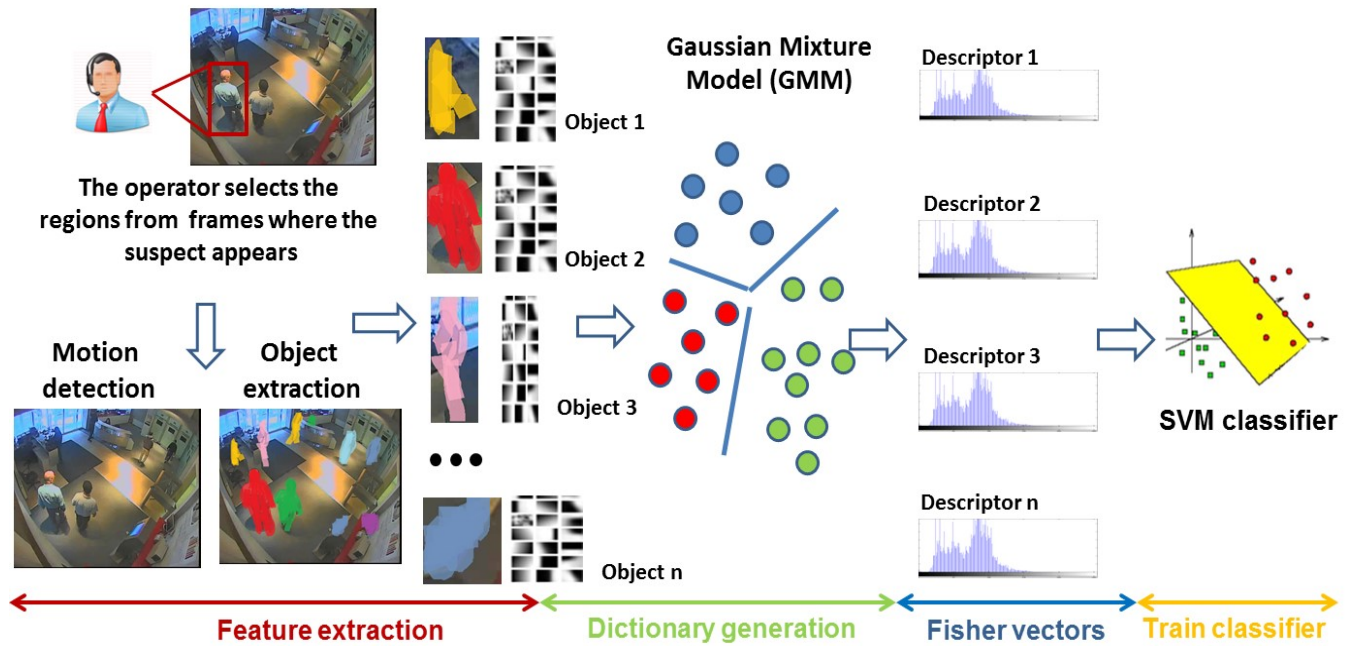 The operator selects the
regions from frames where the
suspect appears
Motion
detection
Object
extraction
Object 1
Object 2
Object 3
Object n
Gaussian Mixture
Model (GMM)
Descriptor 1
Descriptor 2
Descriptor 3
Descriptor n
SVM classifier
Feature extraction
Dictionary generation
Fisher vectors
Train classifier